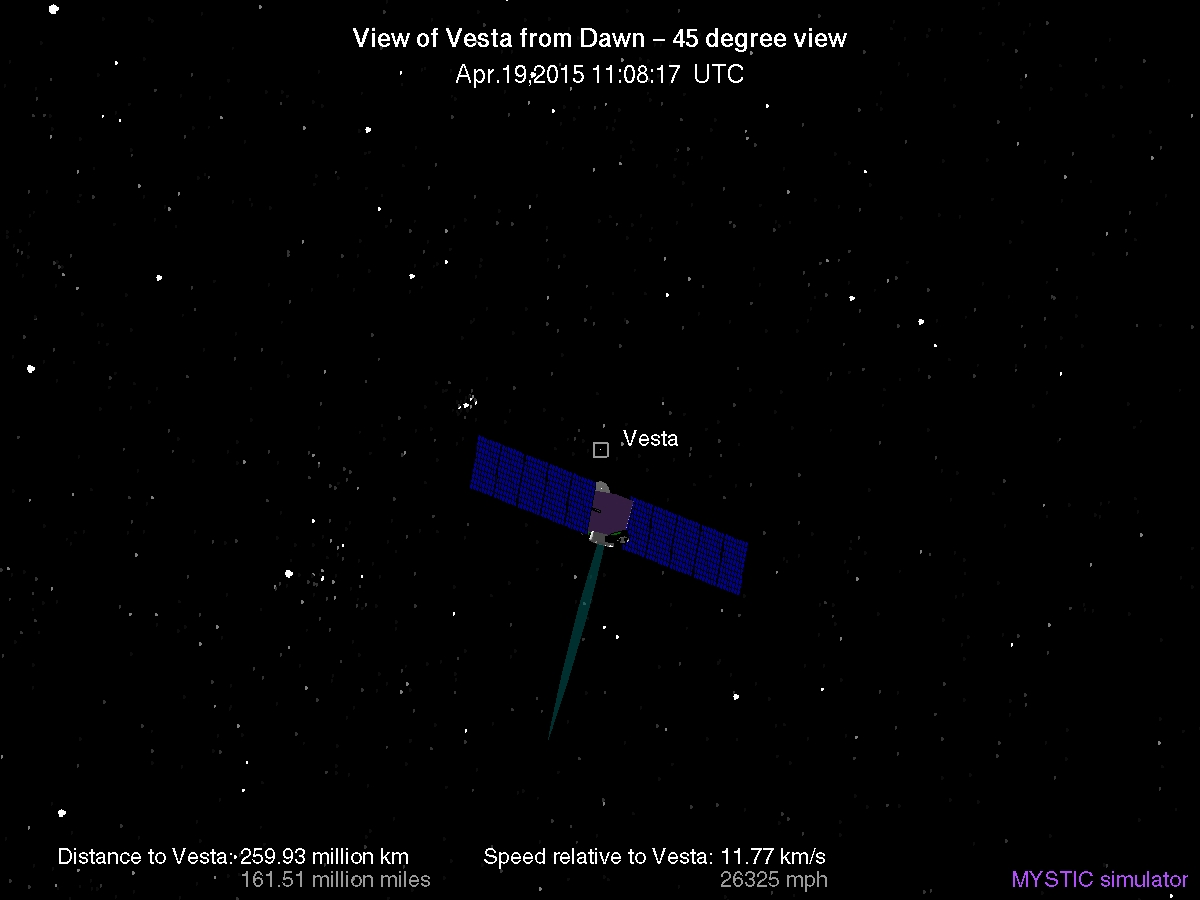 View of Vesta from Dawn – 45 degree view
Apr.19,2015 11:08:17 UTC
Vesta
Distance to Vesta: 259.93 million km
161.51 million miles
Speed relative to Vesta: 11.77 km/s
26325 mph
MYSTIC simulator